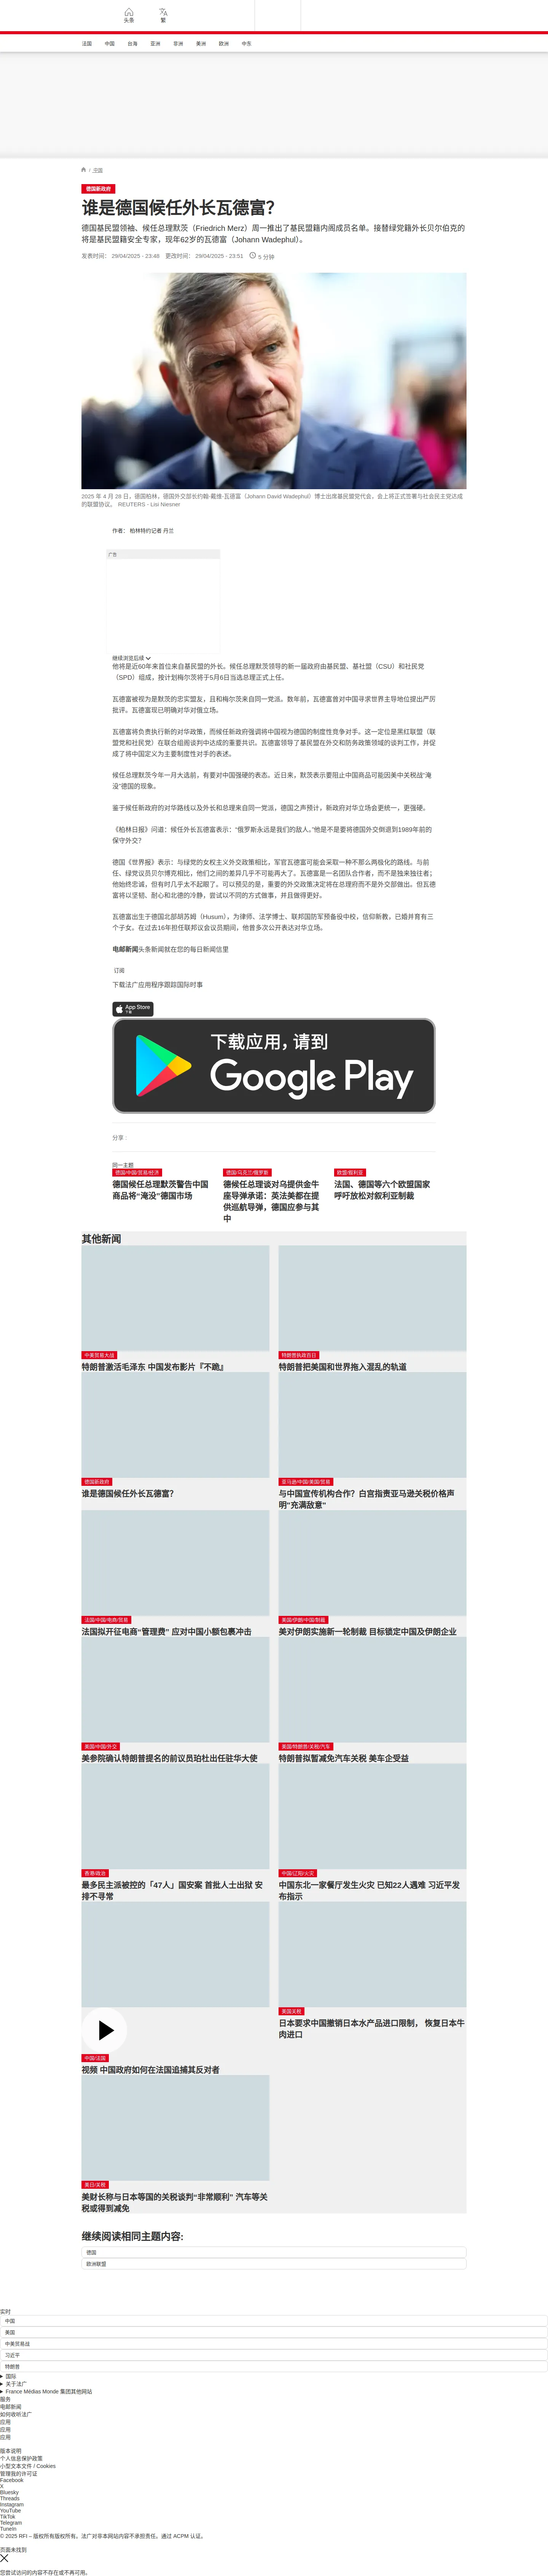 头条
繁
法国
中国
台海
亚洲
非洲
美洲
欧洲
中东
/ 中国
德国新政府
谁是德国候任外长瓦德富？
德国基民盟领袖、候任总理默茨（Friedrich Merz）周一推出了基民盟籍内阁成员名单。接替绿党籍外长贝尔伯克的
将是基民盟籍安全专家，现年62岁的瓦德富（Johann Wadephul）。
发表时间： 29/04/2025 - 23:48 更改时间： 29/04/2025 - 23:51 5 分钟
2025 年 4 月 28 日，德国柏林，德国外交部长约翰·戴维·瓦德富（Johann David Wadephul）博士出席基民盟党代会，会上将正式签署与社会民主党达成
的联盟协议。 REUTERS - Lisi Niesner
作者： 柏林特约记者 丹兰
广告
继续浏览后续
他将是近60年来首位来自基民盟的外长。候任总理默茨领导的新一届政府由基民盟、基社盟（CSU）和社民党
（SPD）组成，按计划梅尔茨将于5月6日当选总理正式上任。
瓦德富被视为是默茨的忠实盟友，且和梅尔茨来自同一党派。数年前，瓦德富曾对中国寻求世界主导地位提出严厉
批评。瓦德富现已明确对华对俄立场。
瓦德富将负责执行新的对华政策，而候任新政府强调将中国视为德国的制度性竞争对手。这一定位是黑红联盟（联
盟党和社民党）在联合组阁谈判中达成的重要共识。瓦德富领导了基民盟在外交和防务政策领域的谈判工作，并促
成了将中国定义为主要制度性对手的表述。
候任总理默茨今年一月大选前，有要对中国强硬的表态。近日来，默茨表示要阻止中国商品可能因美中关税战“淹
没”德国的现象。
鉴于候任新政府的对华路线以及外长和总理来自同一党派，德国之声预计，新政府对华立场会更统一，更强硬。
《柏林日报》问道：候任外长瓦德富表示：“俄罗斯永远是我们的敌人。”他是不是要将德国外交倒退到1989年前的
保守外交？
德国《世界报》表示：与绿党的女权主义外交政策相比，军官瓦德富可能会采取一种不那么两极化的路线。与前
任、绿党议员贝尔博克相比，他们之间的差异几乎不可能再大了。瓦德富是一名团队合作者，而不是独来独往者；
他始终忠诚，但有时几乎太不起眼了。可以预见的是，重要的外交政策决定将在总理府而不是外交部做出。但瓦德
富将以坚韧、耐心和北德的冷静，尝试以不同的方式做事，并且做得更好。
瓦德富出生于德国北部胡苏姆（Husum），为律师、法学博士、联邦国防军预备役中校，信仰新教，已婚并育有三
个子女。在过去16年担任联邦议会议员期间，他曾多次公开表达对华立场。
电邮新闻头条新闻就在您的每日新闻信里
订阅
下载法广应用程序跟踪国际时事
App Store
下载
下载应用，请到
Google Play
分享 :
同一主题
德国/中国/贸易/经济
德国候任总理默茨警告中国
商品将“淹没”德国市场
德国/乌克兰/俄罗斯
德候任总理谈对乌提供金牛
座导弹承诺：英法美都在提
供巡航导弹，德国应参与其
中
欧盟/叙利亚
法国、德国等六个欧盟国家
呼吁放松对叙利亚制裁
其他新闻
中美贸易大战
特朗普激活毛泽东 中国发布影片『不跪』
特朗普执政百日
特朗普把美国和世界拖入混乱的轨道
德国新政府
谁是德国候任外长瓦德富？
亚马逊/中国/美国/贸易
与中国宣传机构合作？白宫指责亚马逊关税价格声
明"充满敌意"
法国/中国/电商/贸易
法国拟开征电商"管理费" 应对中国小额包裹冲击
美国/伊朗/中国/制裁
美对伊朗实施新一轮制裁 目标锁定中国及伊朗企业
美国/中国/外交
美参院确认特朗普提名的前议员珀杜出任驻华大使
美国/特朗普/关税/汽车
特朗普拟暂减免汽车关税 美车企受益
香港/政治
最多民主派被控的「47人」国安案 首批人士出狱 安
排不寻常
中国/辽阳/火灾
中国东北一家餐厅发生火灾 已知22人遇难 习近平发
布指示
中国/法国
视频 中国政府如何在法国追捕其反对者
美国关税
日本要求中国撤销日本水产品进口限制， 恢复日本牛
肉进口
美日/关税
美财长称与日本等国的关税谈判"非常顺利" 汽车等关
税或得到减免
继续阅读相同主题内容:
德国
欧洲联盟
实时
中国
美国
中美贸易战
习近平
特朗普
国际
关于法广
France Médias Monde 集团其他网站
服务
电邮新闻
如何收听法广
应用
应用
应用
版本说明
个人信息保护政策
小型文本文件 / Cookies
管理我的许可证
Facebook
X
Bluesky
Threads
Instagram
YouTube
TikTok
Telegram
TuneIn
© 2025 RFI – 版权所有版权所有。法广对非本网站内容不承担责任。通过 ACPM 认证。
页面未找到
您尝试访问的内容不存在或不再可用。